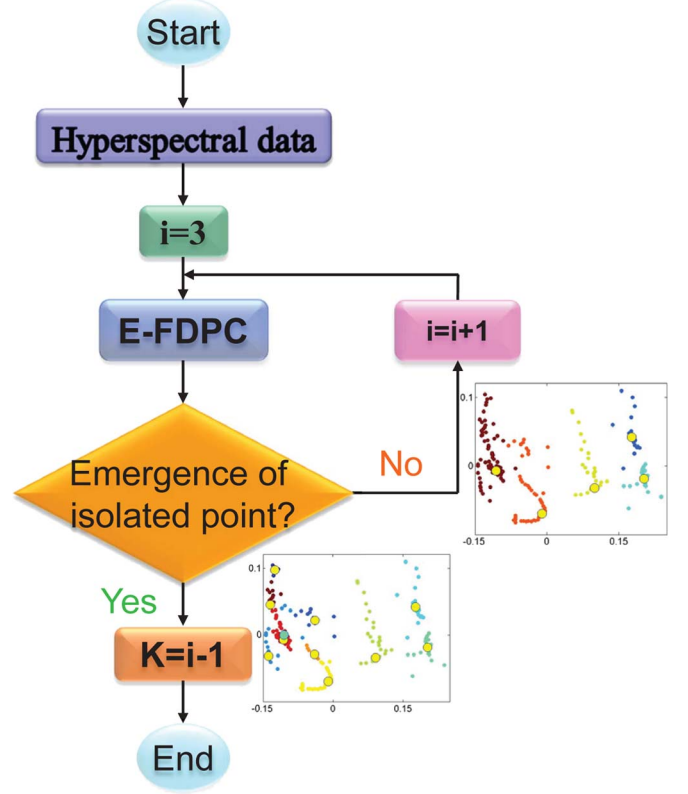 Start
Hyperspectral data
i=3
E-FDPC
i=i+1
Emergence of
isolated point?
No
0.1
0
-0.15
0
0.15
Yes
K=i-1
0.1
0
-0.15
0
0.15
End